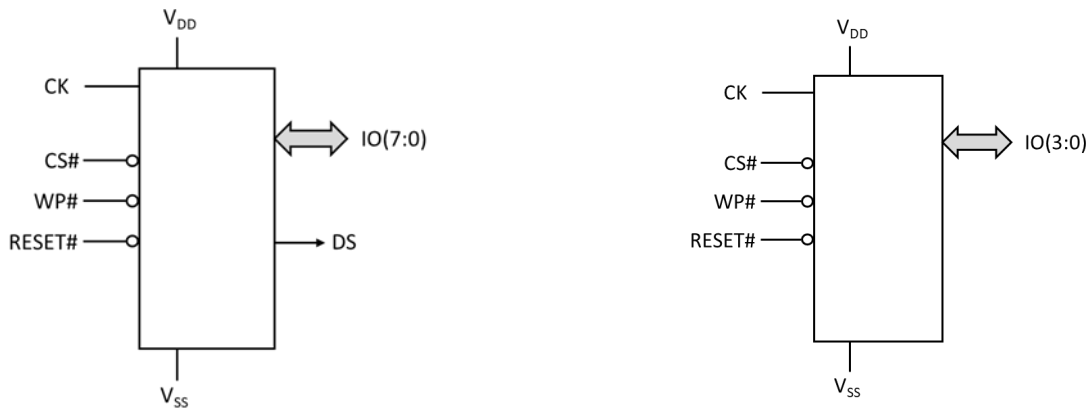 VDD
CK
IO(7:0)
CS#
WP#
RESET#
DS
VSS
VDD
CK
IO(3:0)
CS#
WP#
RESET#
VSS